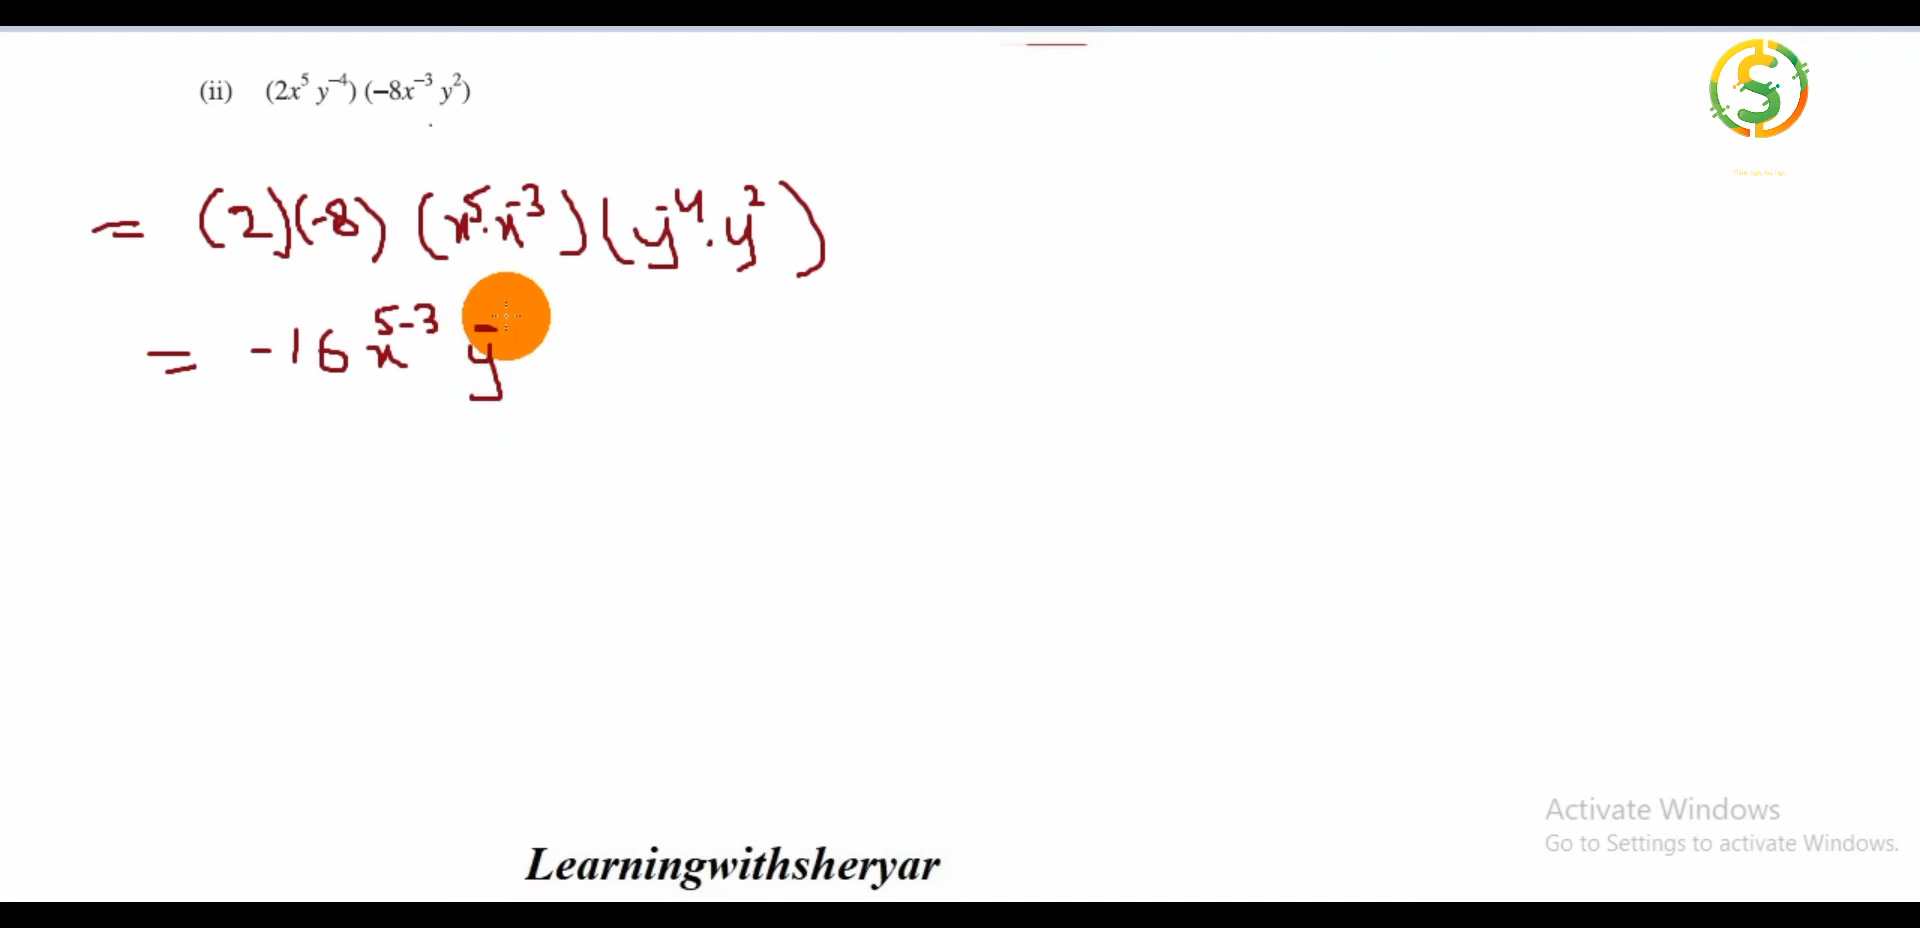 (ii) (2x⁵ y⁻⁴) (–8x⁻³ y²)
= (2)(-8) (x⁵.x⁻³) (y⁻⁴.y²)
= -16 x⁵⁻³ y⁻
Activate Windows
Go to Settings to activate Windows.
Learningwithsheryar